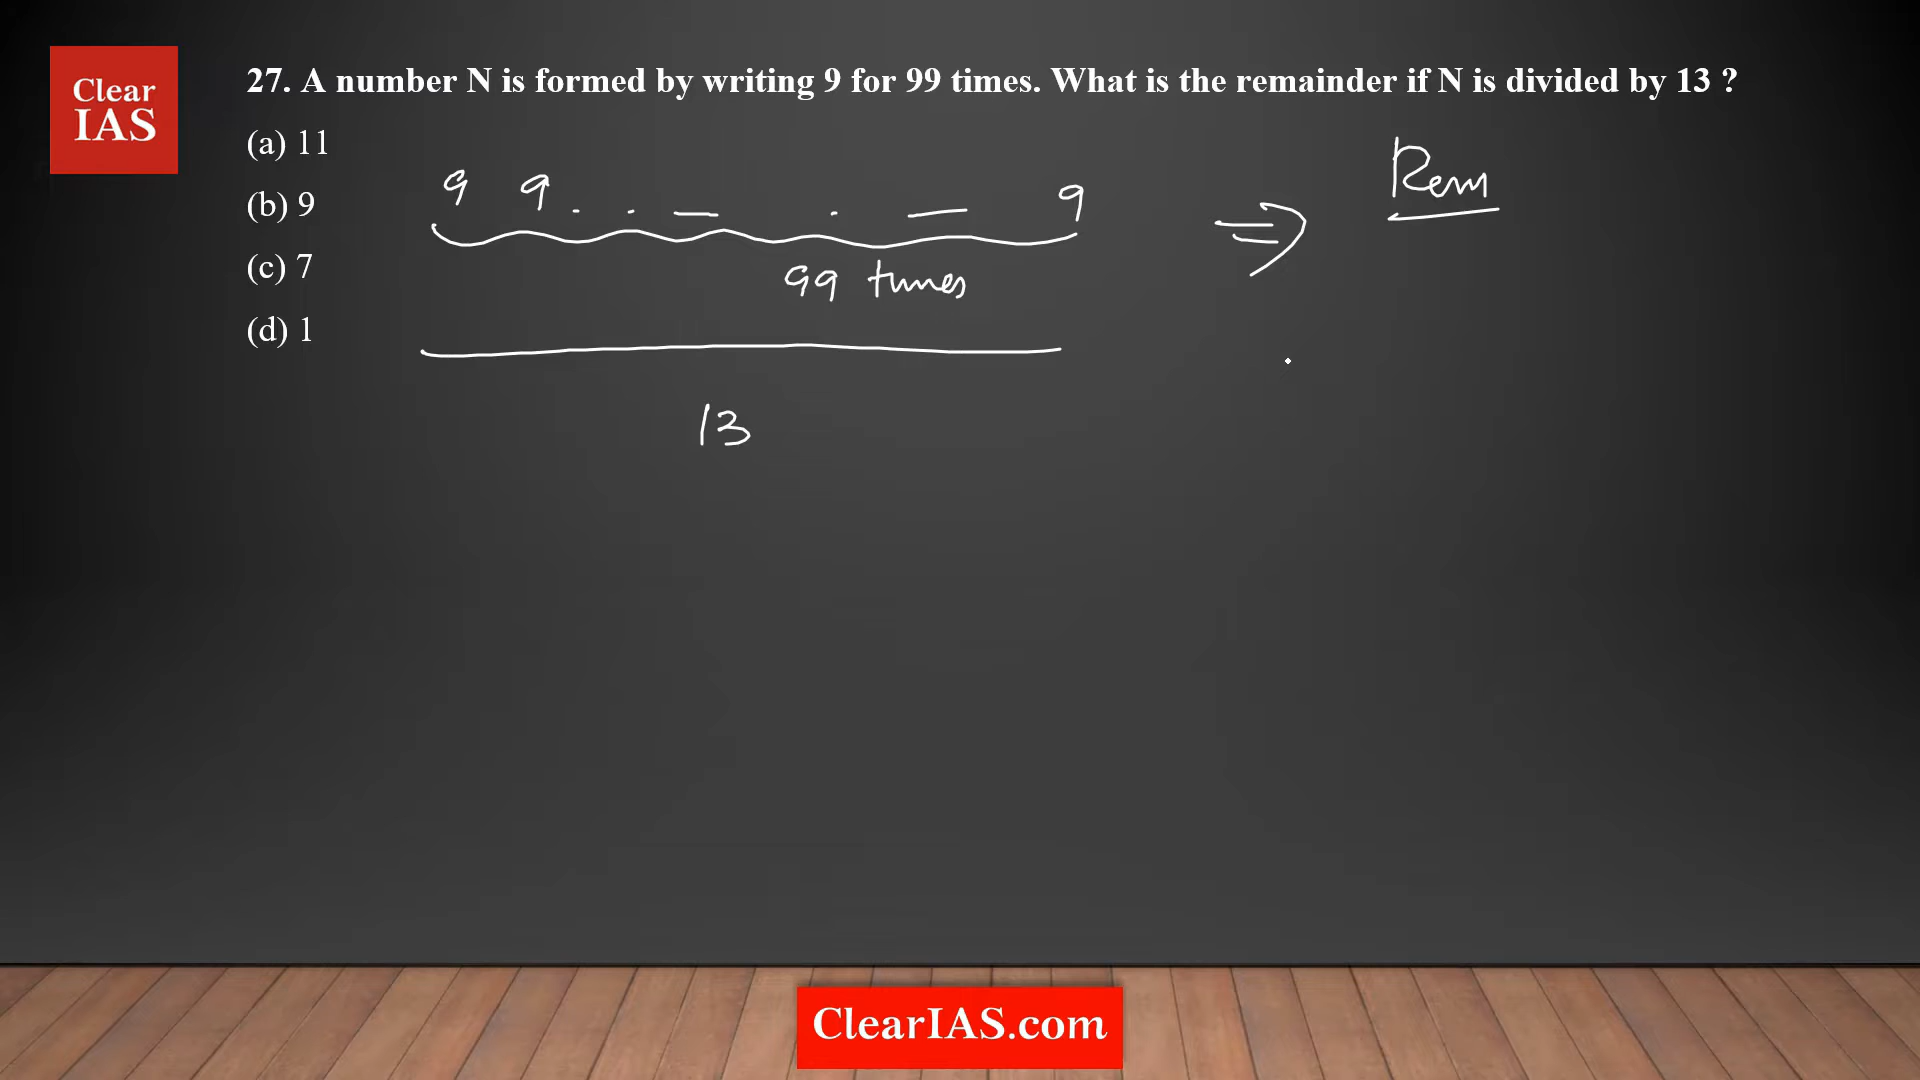 Clear
IAS
27. A number N is formed by writing 9 for 99 times. What is the remainder if N is divided by 13 ?
(a) 11
(b) 9
(c) 7
(d) 1
9 9 . . — . — 9
99 times
13
⇒ Rem
ClearIAS.com